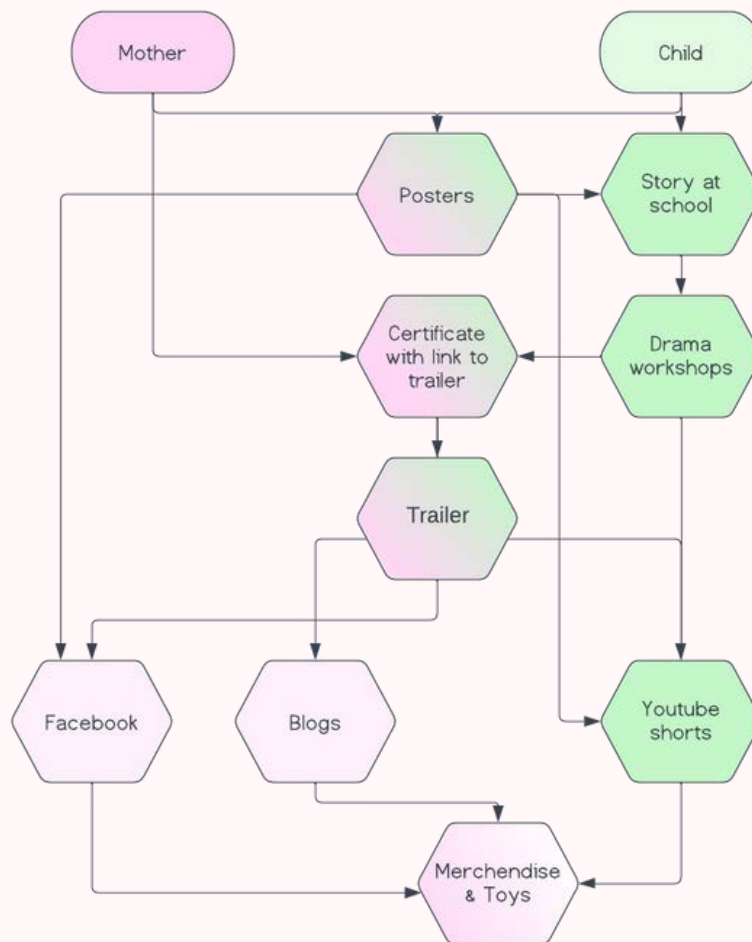 Mother
Child
Posters
Story at
school
Certificate
with link to
trailer
Drama
workshops
Trailer
Facebook
Blogs
Youtube
shorts
Merchendise
& Toys